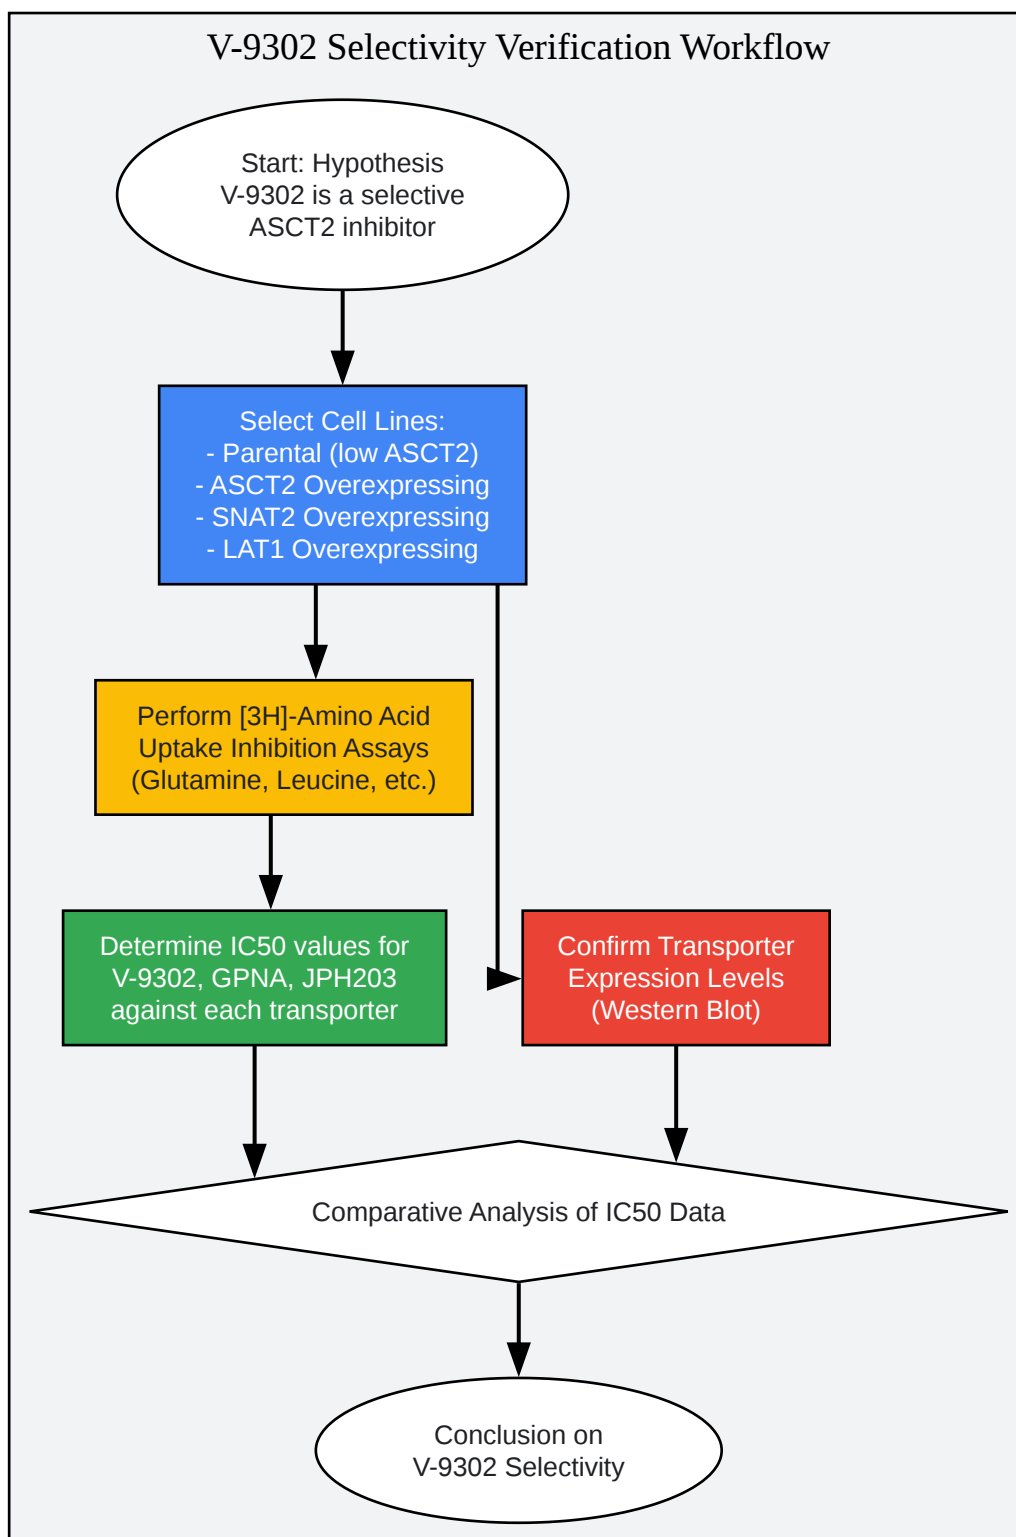 V-9302 Selectivity Verification Workflow
Start: Hypothesis
V-9302 is a selective
ASCT2 inhibitor
Select Cell Lines:
- Parental (low ASCT2)
- ASCT2 Overexpressing
- SNAT2 Overexpressing
- LAT1 Overexpressing
Perform [3H]-Amino Acid
Uptake Inhibition Assays
(Glutamine, Leucine, etc.)
Determine IC50 values for
V-9302, GPNA, JPH203
against each transporter
Confirm Transporter
Expression Levels
(Western Blot)
Comparative Analysis of IC50 Data
Conclusion on
V-9302 Selectivity